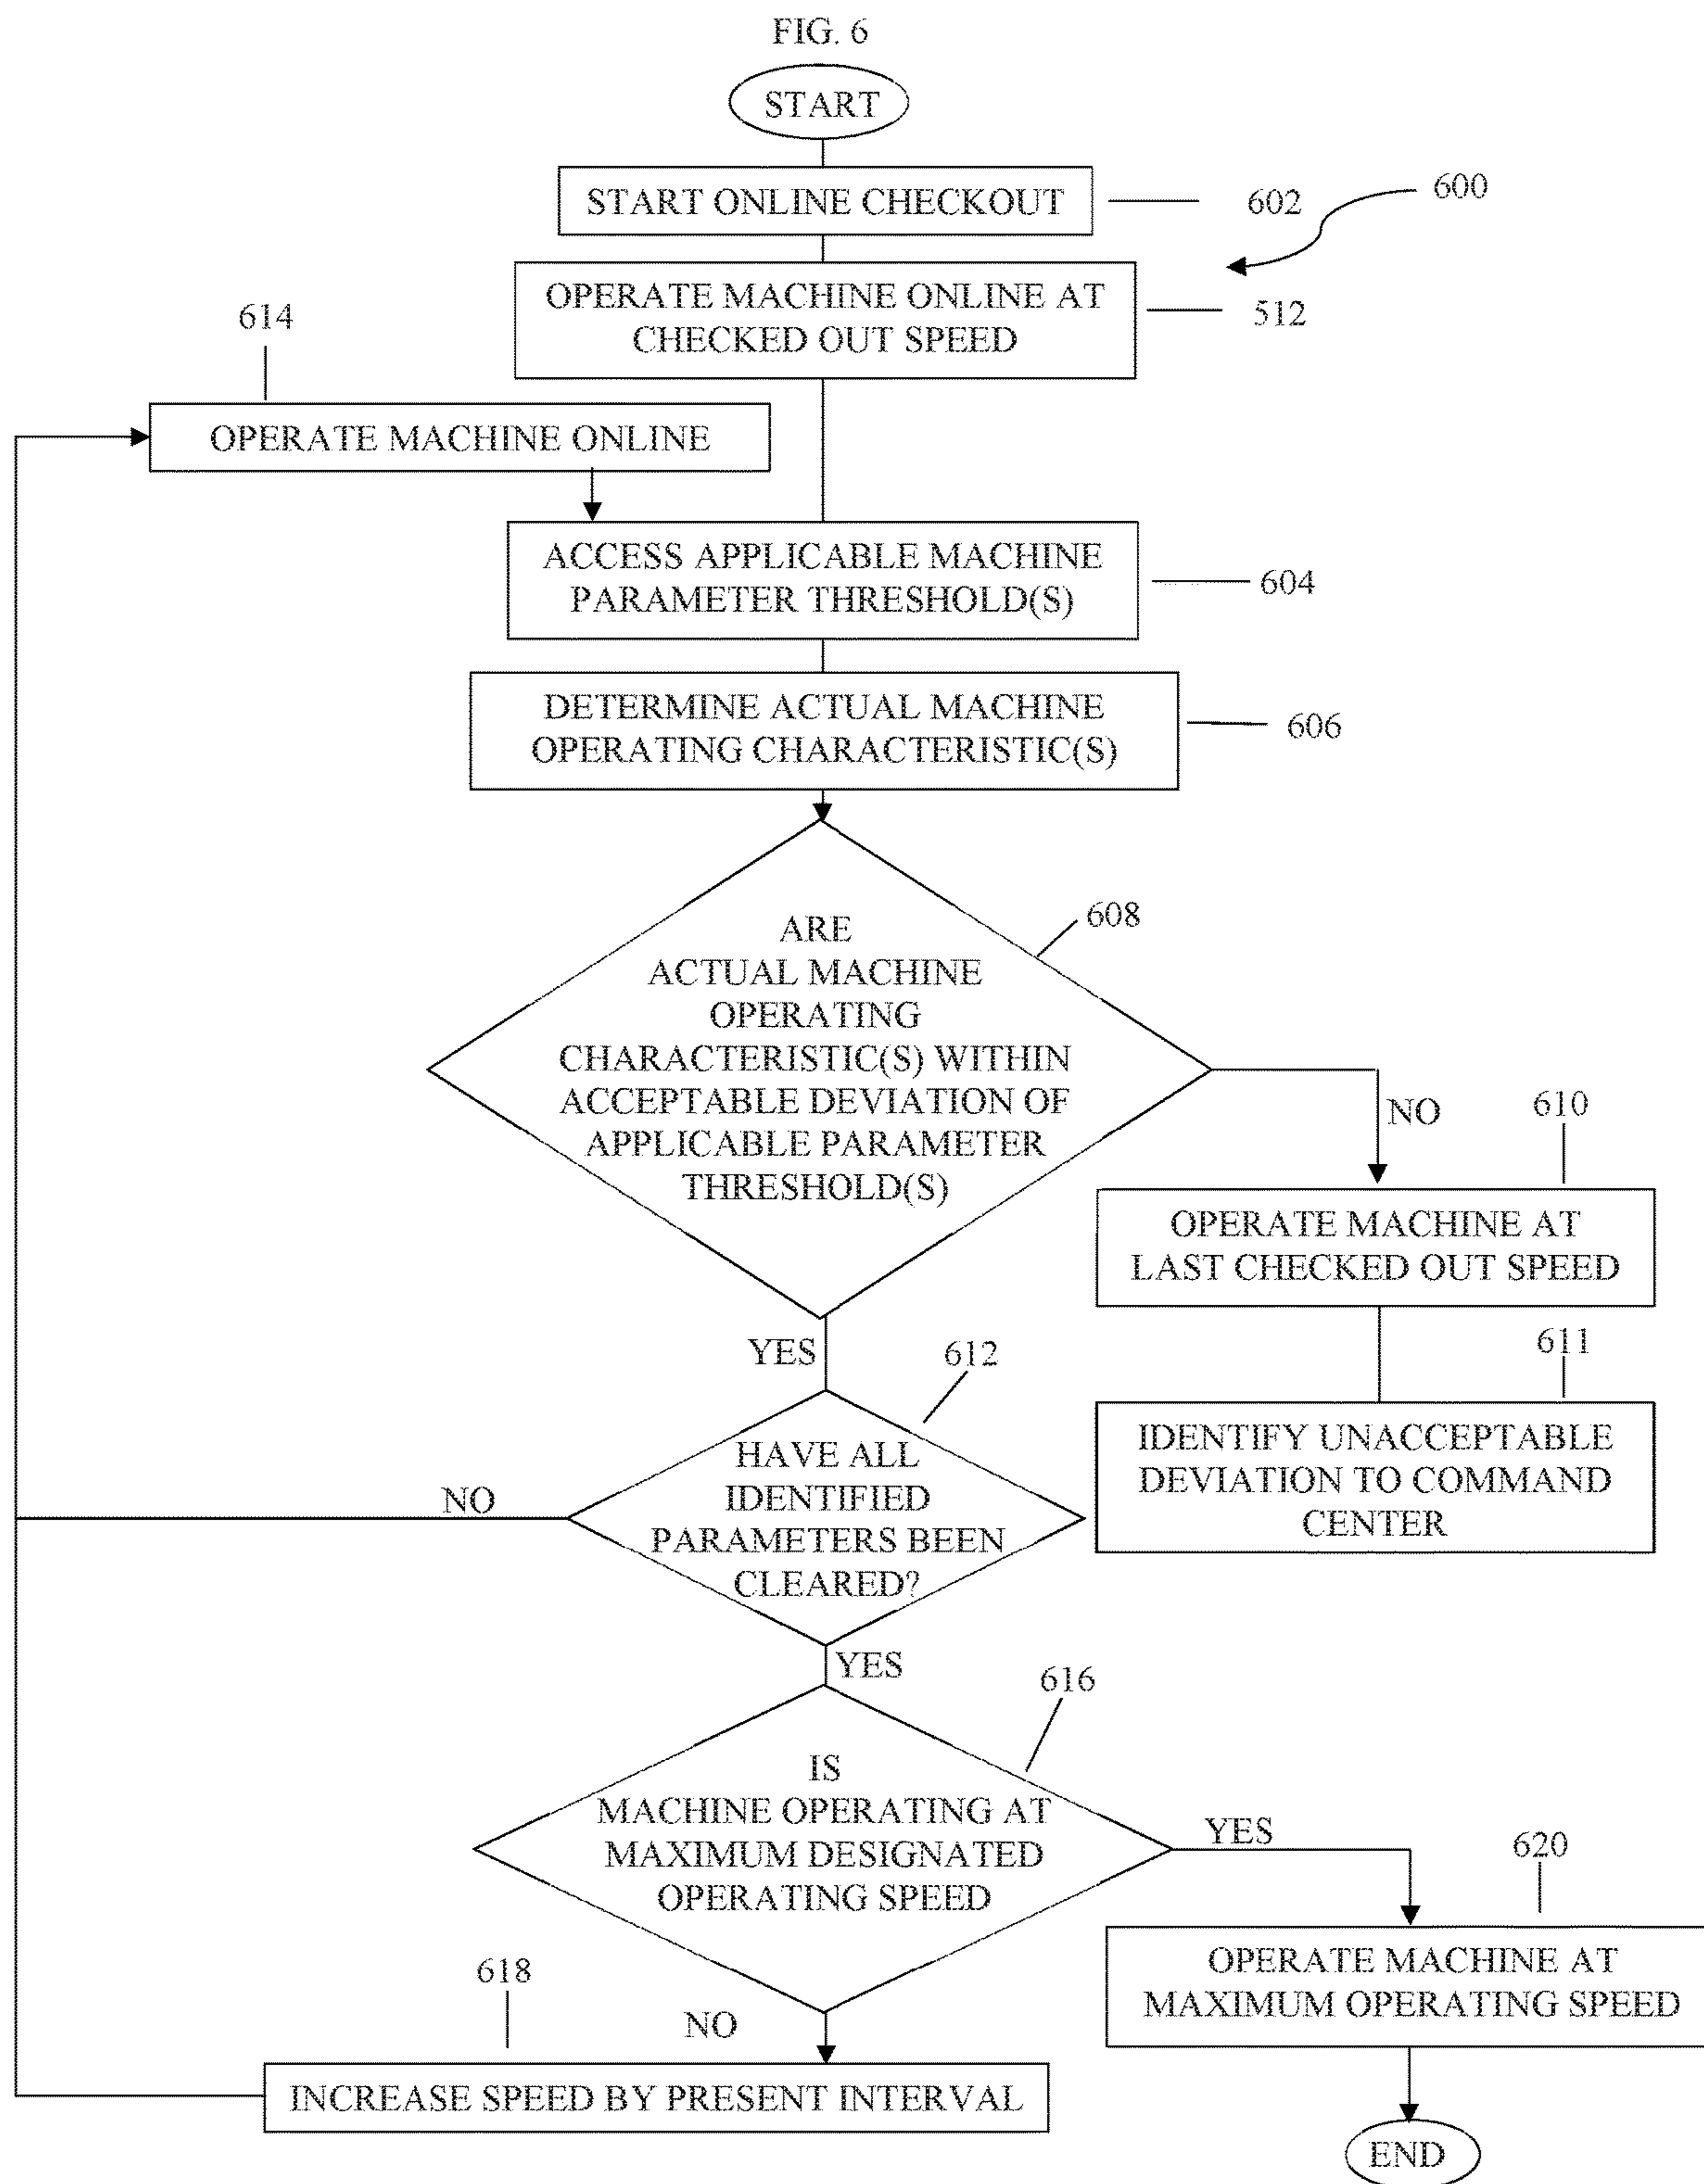 FIG. 6
START
START ONLINE CHECKOUT
602
600
OPERATE MACHINE ONLINE AT
CHECKED OUT SPEED
512
614
OPERATE MACHINE ONLINE
ACCESS APPLICABLE MACHINE
PARAMETER THRESHOLD(S)
604
DETERMINE ACTUAL MACHINE
OPERATING CHARACTERISTIC(S)
606
608
ARE
ACTUAL MACHINE
OPERATING
CHARACTERISTIC(S) WITHIN
ACCEPTABLE DEVIATION OF
APPLICABLE PARAMETER
THRESHOLD(S)
NO
610
OPERATE MACHINE AT
LAST CHECKED OUT SPEED
611
IDENTIFY UNACCEPTABLE
DEVIATION TO COMMAND
CENTER
YES
612
HAVE ALL
IDENTIFIED
PARAMETERS BEEN
CLEARED?
NO
YES
616
IS
MACHINE OPERATING AT
MAXIMUM DESIGNATED
OPERATING SPEED
YES
620
OPERATE MACHINE AT
MAXIMUM OPERATING SPEED
618
NO
INCREASE SPEED BY PRESENT INTERVAL
END